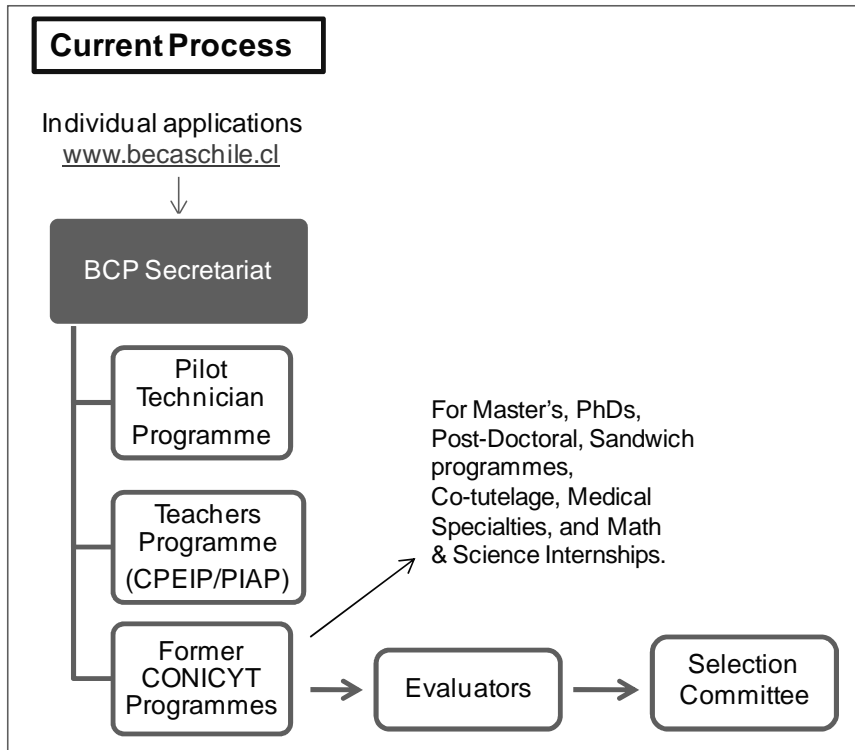 Current Process
Individual applications
www.becaschile.cl
BCP Secretariat
Pilot
Technician
Programme
Teachers
Programme
(CPEIP/PIAP)
For Master's, PhDs,
Post-Doctoral, Sandwich
programmes,
Co-tutelage, Medical
Specialties, and Math
& Science Internships.
Former
CONICYT
Programmes
Evaluators
Selection
Committee